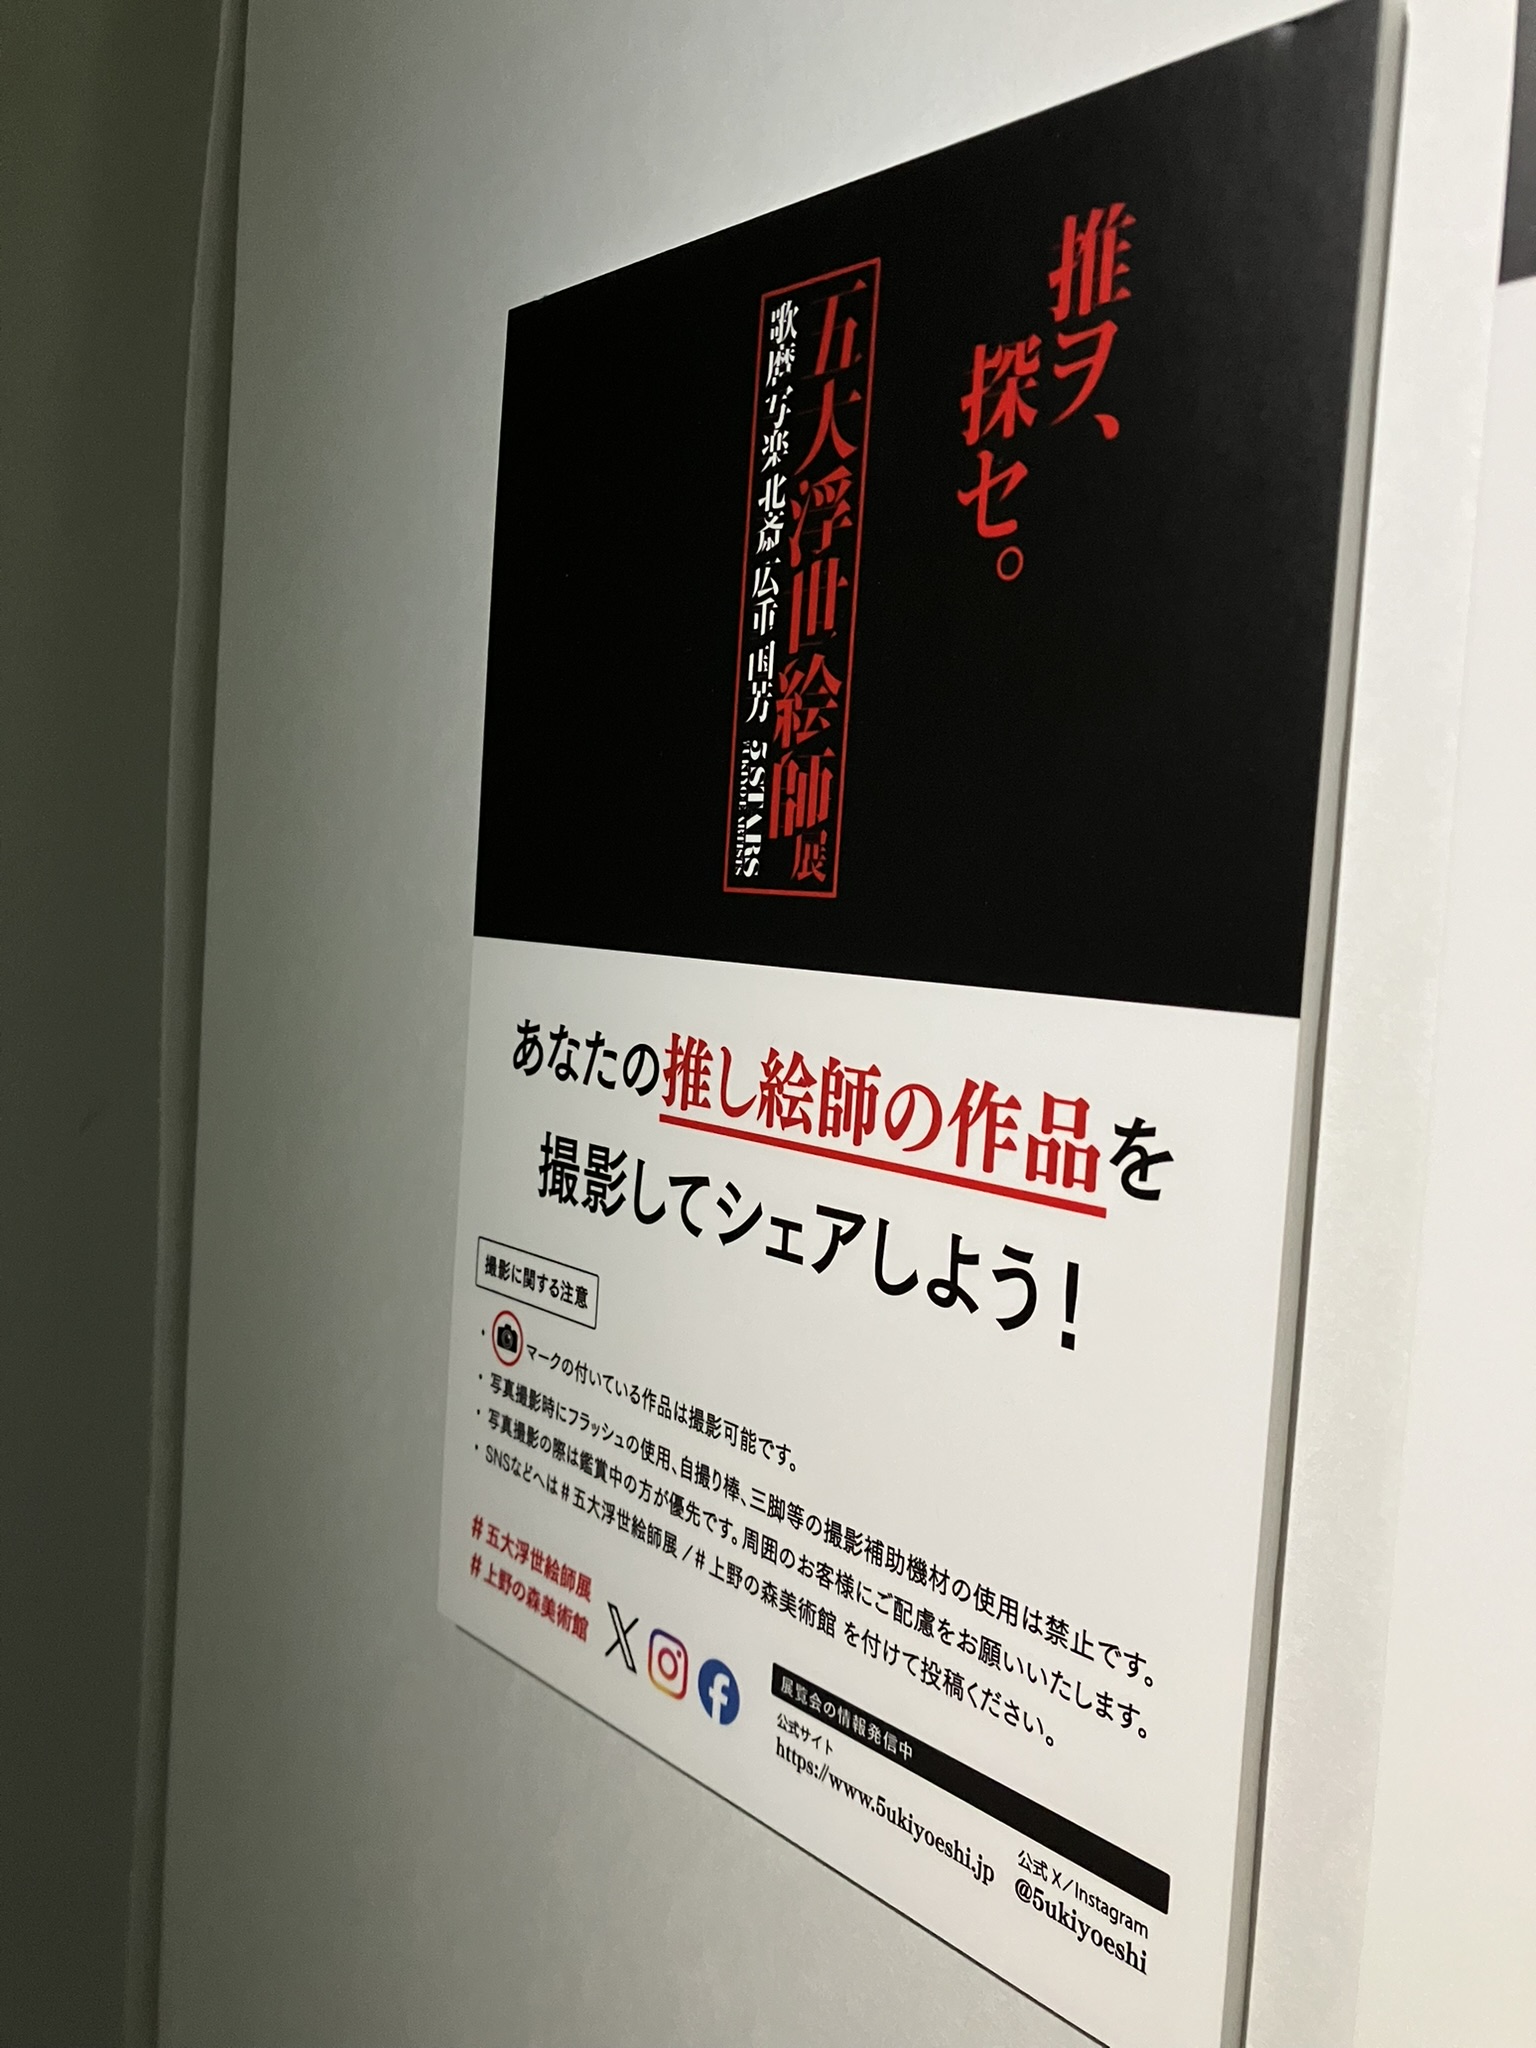 推ヲ、
探セ。
五大浮世絵師展
歌麿 写楽 北斎 広重 国芳 5STARS
UKIYOE ARTISTS
あなたの推し絵師の作品を
撮影してシェアしよう!
撮影に関する注意
・マークの付いている作品は撮影可能です。
・写真撮影時にフラッシュの使用、自撮り棒、三脚等の撮影補助機材の使用は禁止です。
・写真撮影の際は鑑賞中の方が優先です。周囲のお客様にご配慮をお願いいたします。
・SNSなどへは#五大浮世絵師展/#上野の森美術館 を付けて投稿ください。
#五大浮世絵師展
#上野の森美術館
展覧会の情報発信中
公式サイト
https://www.5ukiyoeshi.jp
公式 X/Instagram
@5ukiyoeshi